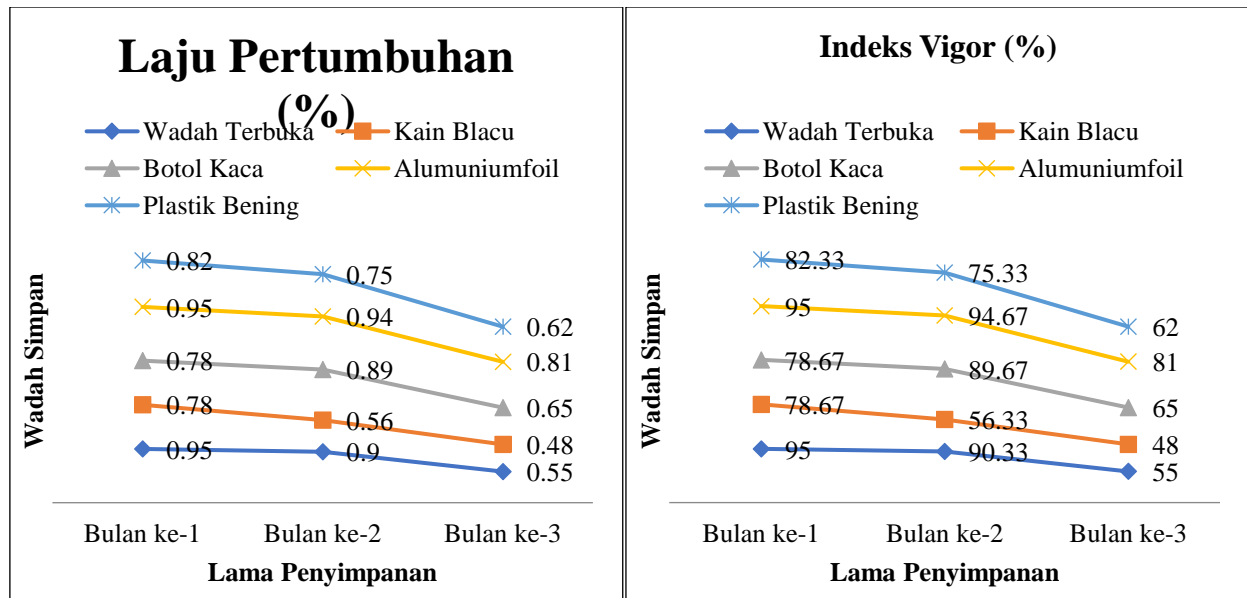 Laju Pertumbuhan
(%)
Wadah Terbuka
Kain Blacu
Botol Kaca
Alumuniumfoil
Plastik Bening
Wadah Simpan
0.82
0.75
0.62
0.95
0.94
0.81
0.78
0.89
0.65
0.78
0.56
0.48
0.95
0.9
0.55
Bulan ke-1
Bulan ke-2
Bulan ke-3
Lama Penyimpanan
Indeks Vigor (%)
Wadah Terbuka
Kain Blacu
Botol Kaca
Alumuniumfoil
Plastik Bening
Wadah Simpan
82.33
75.33
62
95
94.67
81
78.67
89.67
65
78.67
56.33
48
95
90.33
55
Bulan ke-1
Bulan ke-2
Bulan ke-3
Lama Penyimpanan